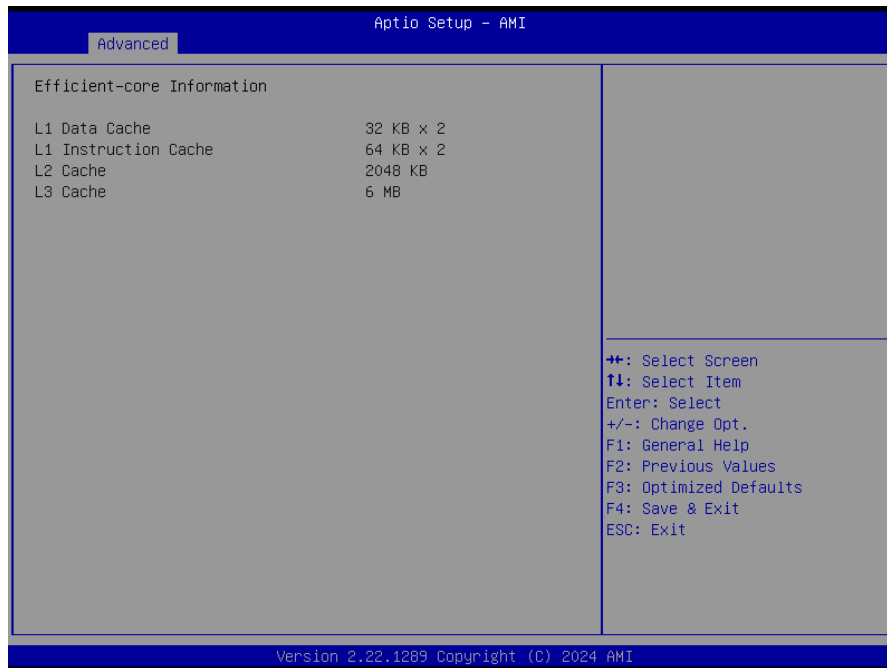 Aptio Setup – AMI
Advanced
Efficient-core Information
L1 Data Cache 32 KB x 2
L1 Instruction Cache 64 KB x 2
L2 Cache 2048 KB
L3 Cache 6 MB
→←: Select Screen
↑↓: Select Item
Enter: Select
+/-: Change Opt.
F1: General Help
F2: Previous Values
F3: Optimized Defaults
F4: Save & Exit
ESC: Exit
Version 2.22.1289 Copyright (C) 2024 AMI